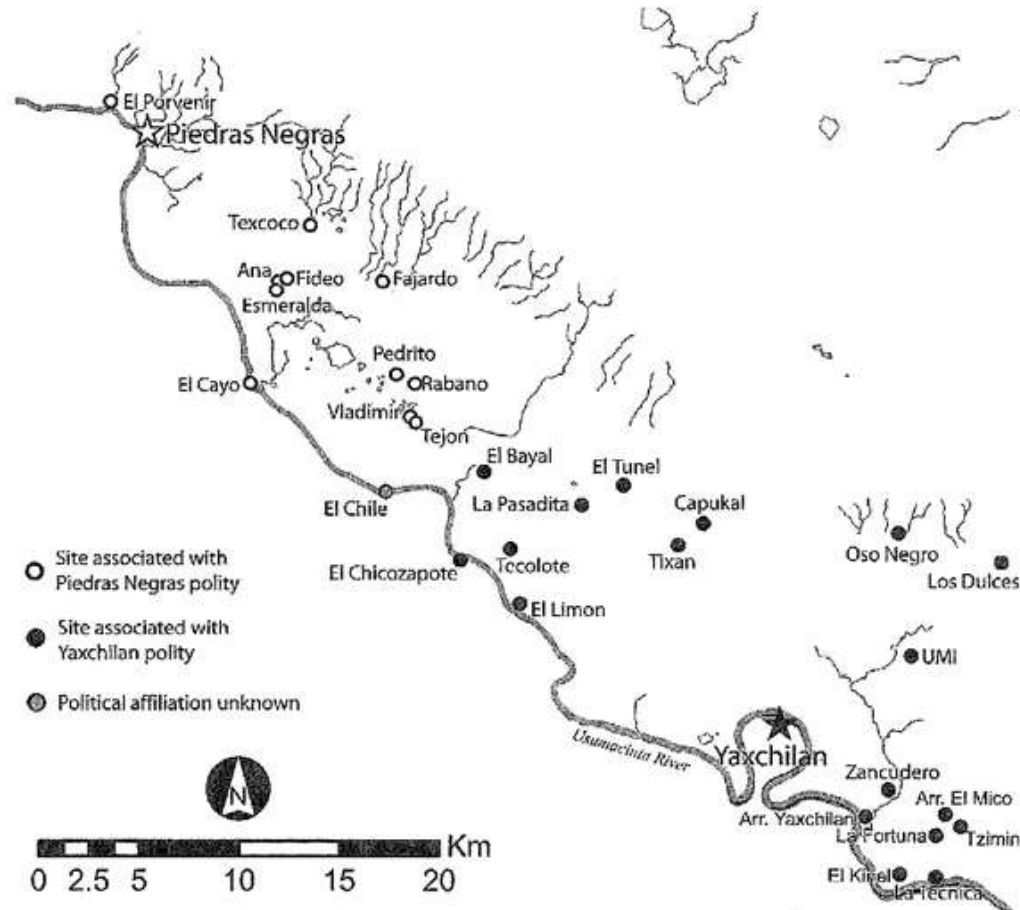 El Porvenir
Piedras Negras
Texcoco
Ana
Fideo
Fajardo
Esmeralda
Pedrito
El Cayo
Rabano
Vladimir
Tejon
El Bayal
El Tunel
El Chile
La Pasadita
Capukal
Oso Negro
Tixan
El Chicozapote
Tecolote
Los Dulces
El Limon
Site associated with
Piedras Negras polity
Site associated with
Yaxchilan polity
Political affiliation unknown
UMI
Usumacinta River
Yaxchilan
Zancudero
Arr. El Mico
Arr. Yaxchilan
La Fortuna
Tzimin
El Kinel
La Tecnica
N
Km
0 2.5 5 10 15 20